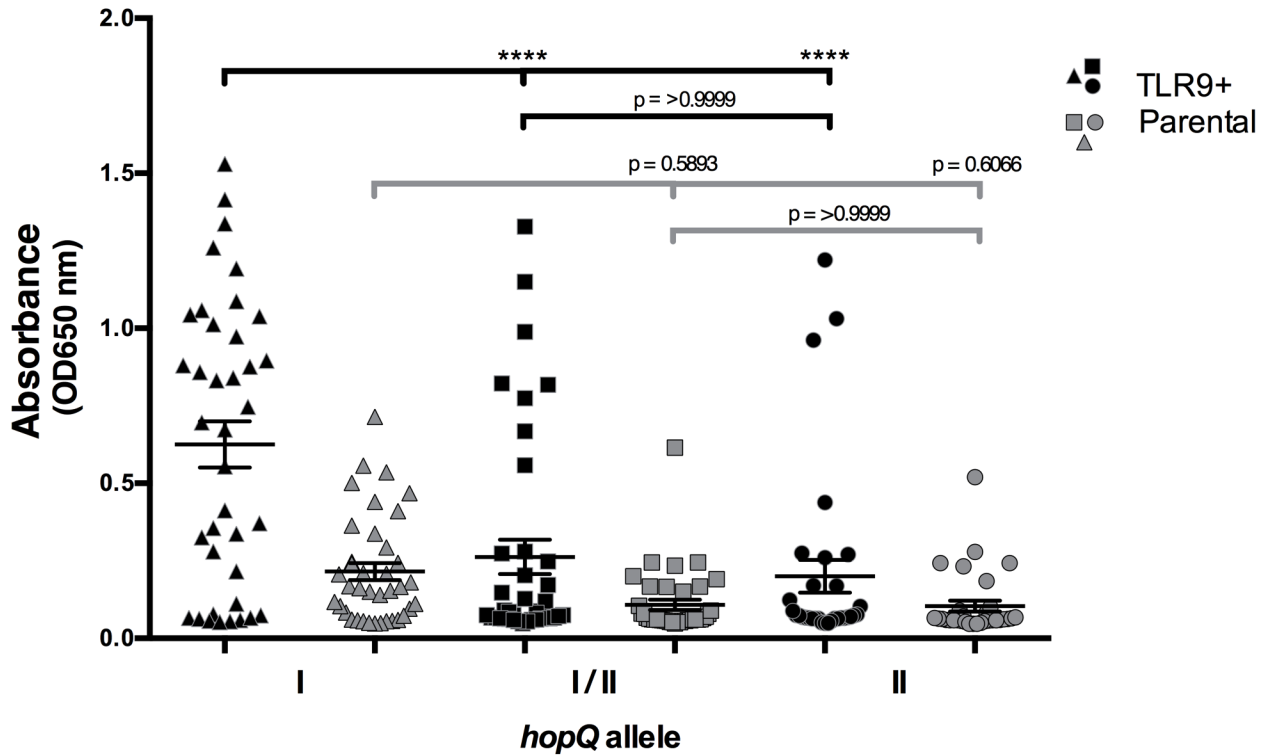 2.0
1.5
1.0
0.5
0.0
Absorbance
(OD650 nm)
****
****
p = >0.9999
p = 0.5893
p = 0.6066
p = >0.9999
TLR9+
Parental
I
I / II
II
hopQ allele